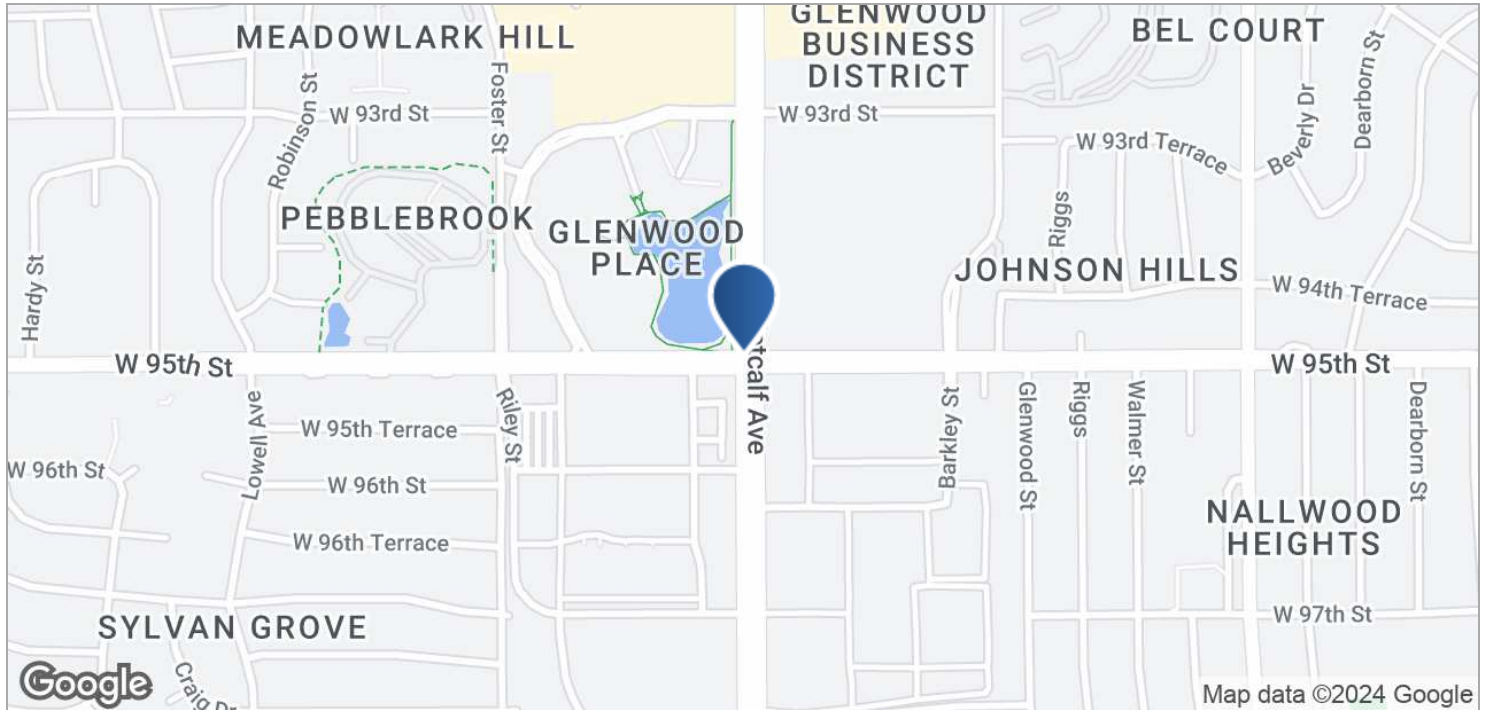 MEADOWLARK HILL
GLENWOOD
BUSINESS
DISTRICT
BEL COURT
Dearborn St
Robinson St
W 93rd St
Foster St
W 93rd St
W 93rd Terrace
Beverly Dr
PEBBLEBROOK
GLENWOOD
PLACE
Riggs
JOHNSON HILLS
Hardy St
W 94th Terrace
W 95th St
tcalf Ave
W 95th St
Lowell Ave
W 95th Terrace
Riley St
Barkley St
Glenwood St
Riggs
Walmer St
Dearborn St
W 96th St
W 96th St
W 96th Terrace
NALLWOOD
HEIGHTS
SYLVAN GROVE
W 97th St
Craig Dr
Google
Map data ©2024 Google